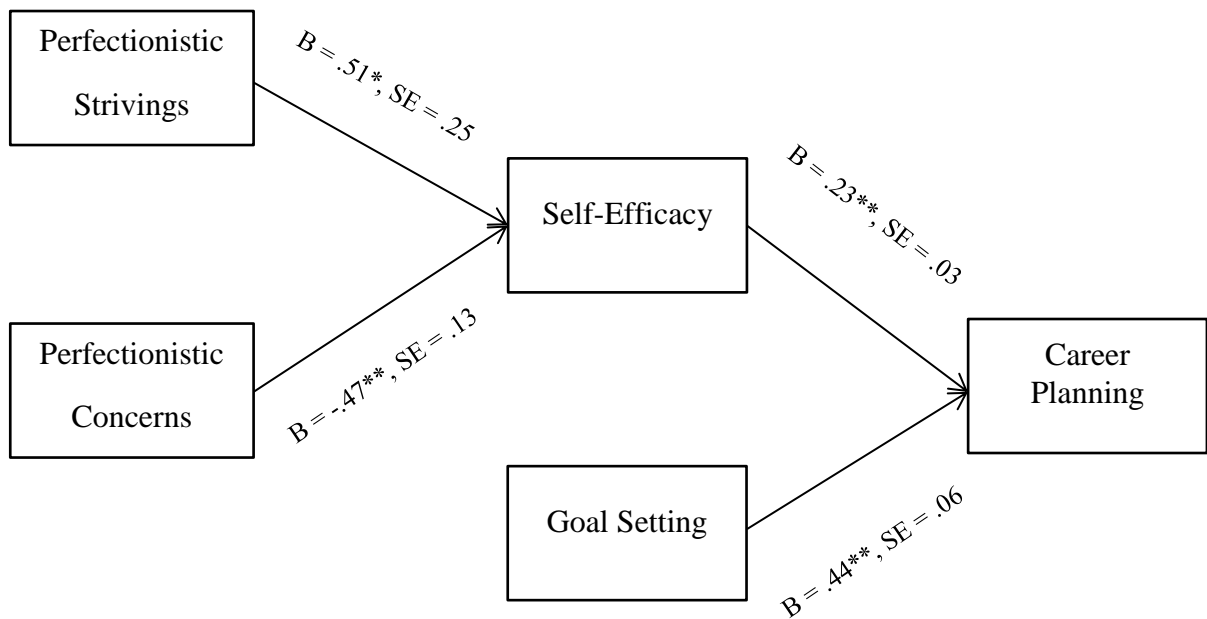 Perfectionistic
Strivings
B = .51*, SE = .25
Self-Efficacy
B = .23**, SE = .03
Perfectionistic
Concerns
B = -.47** , SE = .13
Career
Planning
Goal Setting
B = .44** , SE = .06